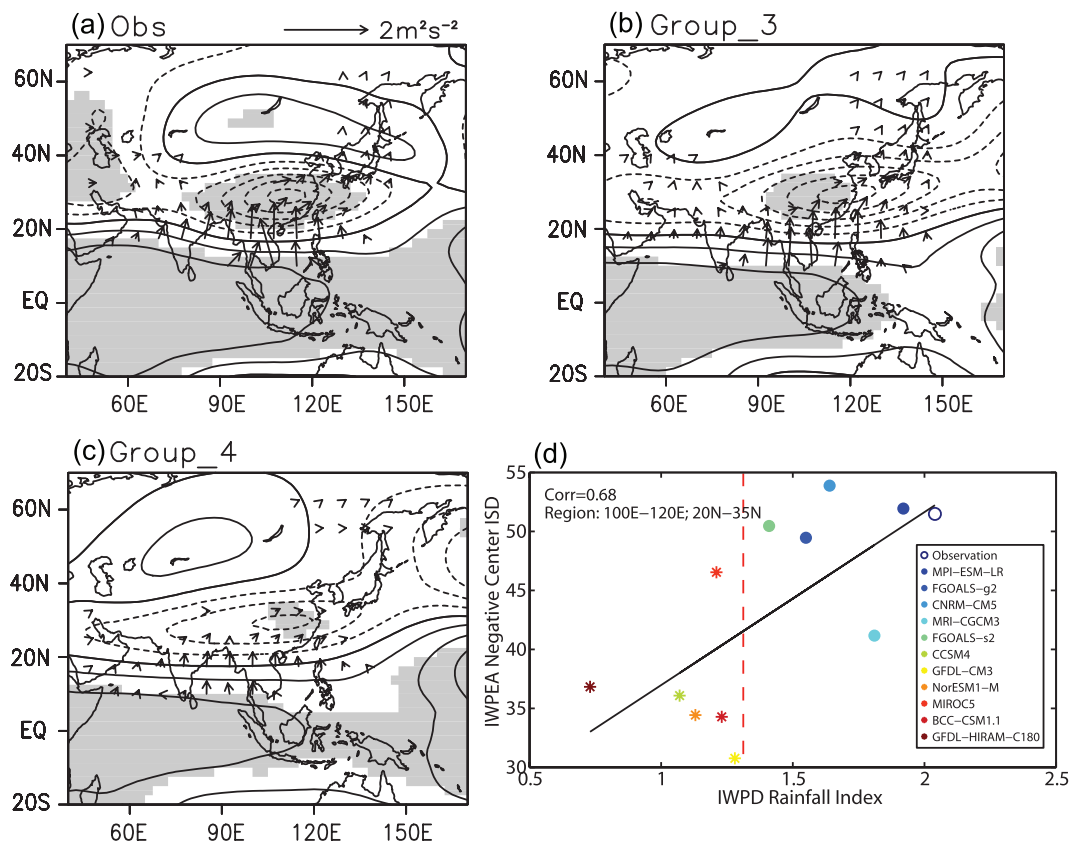 (a) Obs
2m²s⁻²
60N
40N
20N
EQ
20S
60E 90E 120E 150E
(b) Group_3
60N
40N
20N
EQ
20S
60E 90E 120E 150E
(c) Group_4
60N
40N
20N
EQ
20S
60E 90E 120E 150E
(d)
Corr=0.68
Region: 100E−120E; 20N−35N
IWPEA Negative Center ISD
55
50
45
40
35
30
0.5 1 1.5 2 2.5
IWPD Rainfall Index
Observation
MPI−ESM−LR
FGOALS−g2
CNRM−CM5
MRI−CGCM3
FGOALS−s2
CCSM4
GFDL−CM3
NorESM1−M
MIROC5
BCC−CSM1.1
GFDL−HIRAM−C180